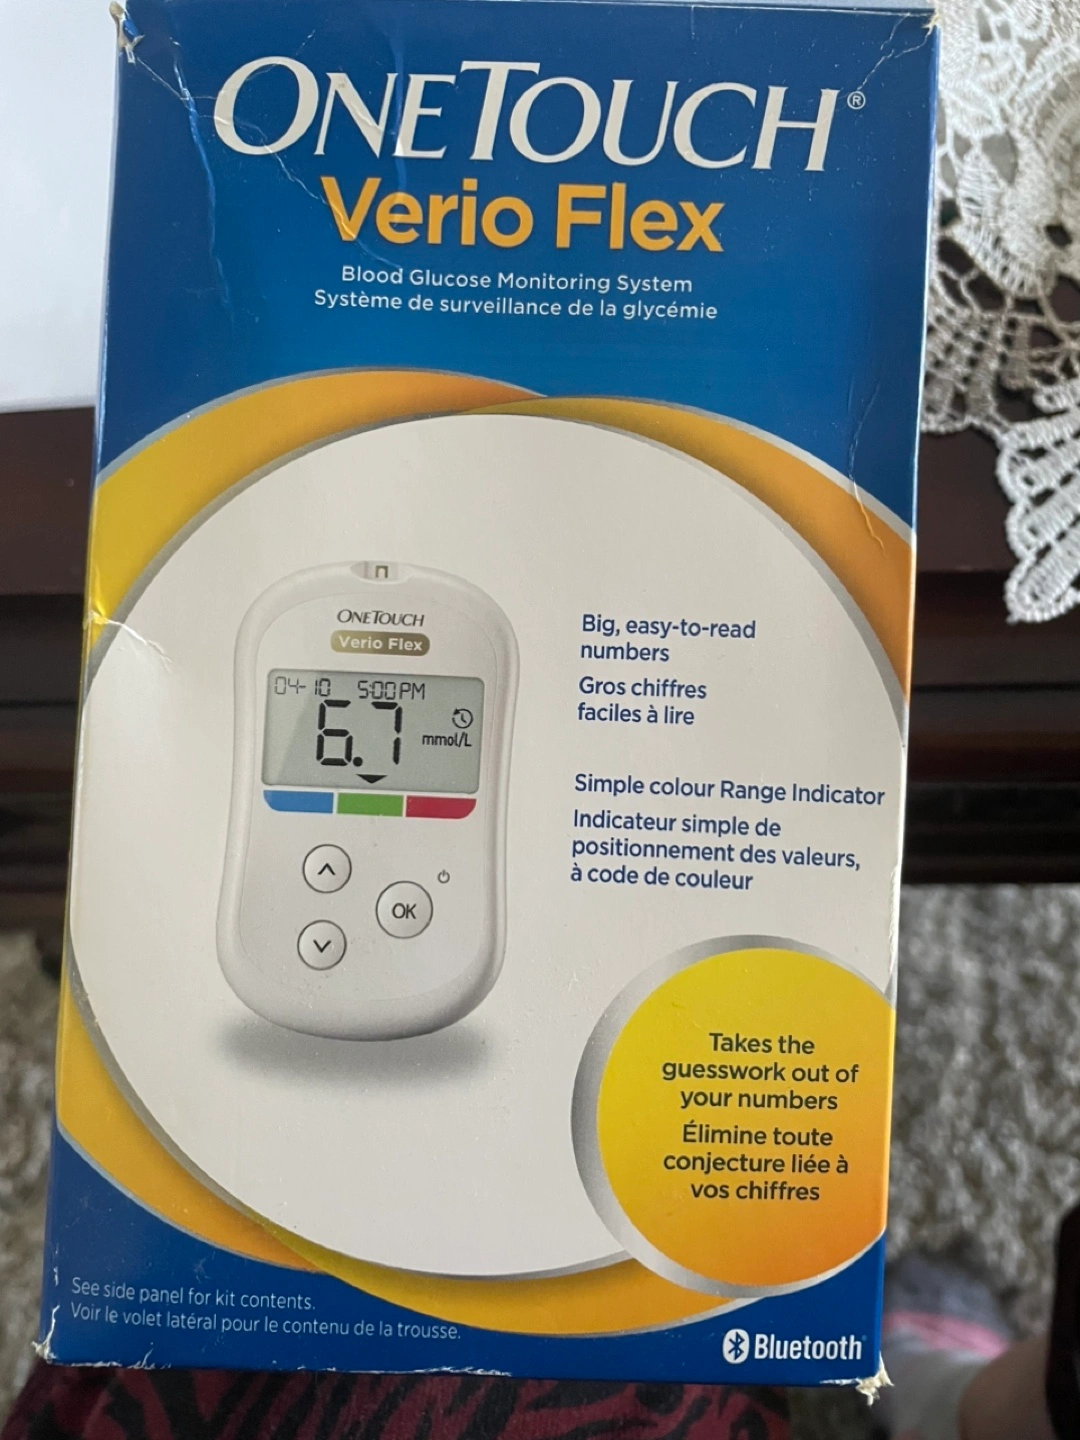 ONETOUCH®
Verio Flex
Blood Glucose Monitoring System
Système de surveillance de la glycémie
ONETOUCH
Verio Flex
04-10 5:00 PM
6.7
mmol/L
OK
Big, easy-to-read
numbers
Gros chiffres
faciles à lire
Simple colour Range Indicator
Indicateur simple de
positionnement des valeurs,
à code de couleur
Takes the
guesswork out of
your numbers
Élimine toute
conjecture liée à
vos chiffres
See side panel for kit contents.
Voir le volet latéral pour le contenu de la trousse.
Bluetooth